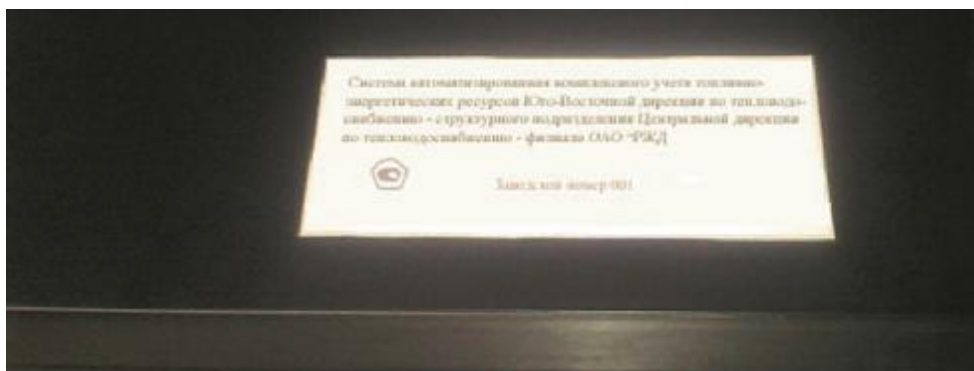 Система автоматизированная комплексного учета топливно-
энергетических ресурсов Юго-Восточной дирекции по тепловодо-
снабжению - структурного подразделения Центральной дирекции
по тепловодоснабжению - филиала ОАО "РЖД
Заводской номер 001